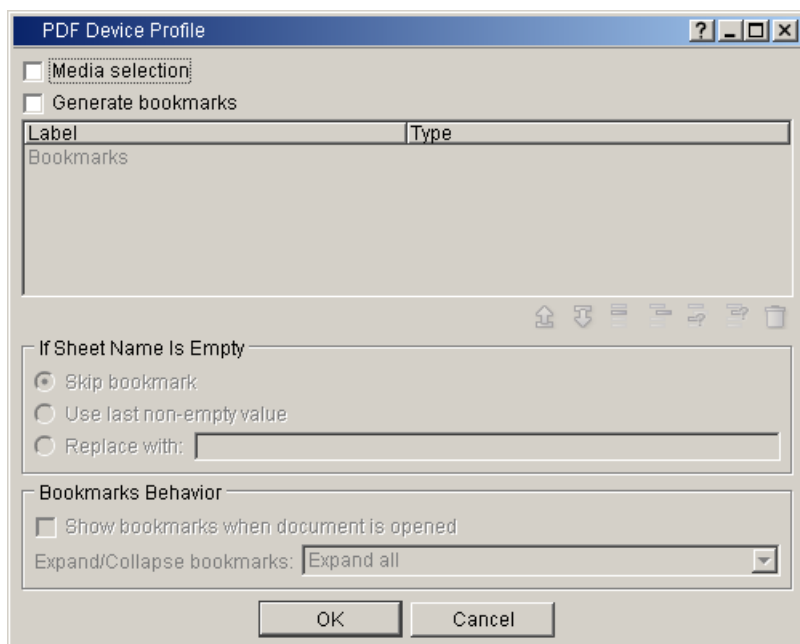 PDF Device Profile
Media selection
Generate bookmarks
Label Type
Bookmarks
If Sheet Name Is Empty
Skip bookmark
Use last non-empty value
Replace with:
Bookmarks Behavior
Show bookmarks when document is opened
Expand/Collapse bookmarks: Expand all
OK Cancel